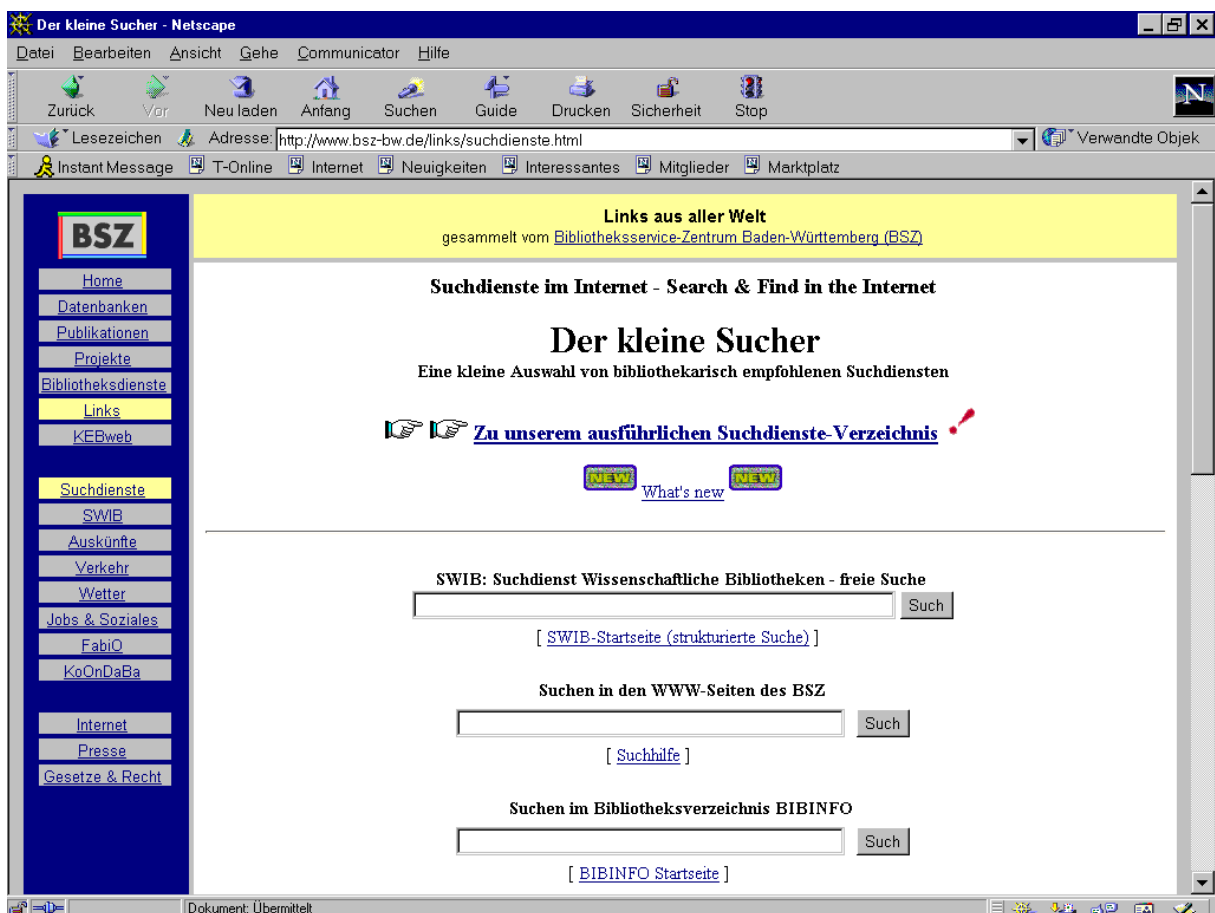 Der kleine Sucher - Netscape
Datei Bearbeiten Ansicht Gehe Communicator Hilfe
Zurück Vor Neu laden Anfang Suchen Guide Drucken Sicherheit Stop
N
Lesezeichen Adresse: http://www.bsz-bw.de/links/suchdienste.html Verwandte Objek
Instant Message T-Online Internet Neuigkeiten Interessantes Mitglieder Marktplatz
BSZ
Home
Datenbanken
Publikationen
Projekte
Bibliotheksdienste
Links
KEBweb
Suchdienste
SWIB
Auskünfte
Verkehr
Wetter
Jobs & Soziales
FabiO
KoOnDaBa
Internet
Presse
Gesetze & Recht
Links aus aller Welt
gesammelt vom Bibliotheksservice-Zentrum Baden-Württemberg (BSZ)
Suchdienste im Internet - Search & Find in the Internet
Der kleine Sucher
Eine kleine Auswahl von bibliothekarisch empfohlenen Suchdiensten
Zu unserem ausführlichen Suchdienste-Verzeichnis
NEW What's new NEW
SWIB: Suchdienst Wissenschaftliche Bibliotheken - freie Suche
Such
[ SWIB-Startseite (strukturierte Suche) ]
Suchen in den WWW-Seiten des BSZ
Such
[ Suchhilfe ]
Suchen im Bibliotheksverzeichnis BIBINFO
Such
[ BIBINFO Startseite ]
Dokument: Übermittelt